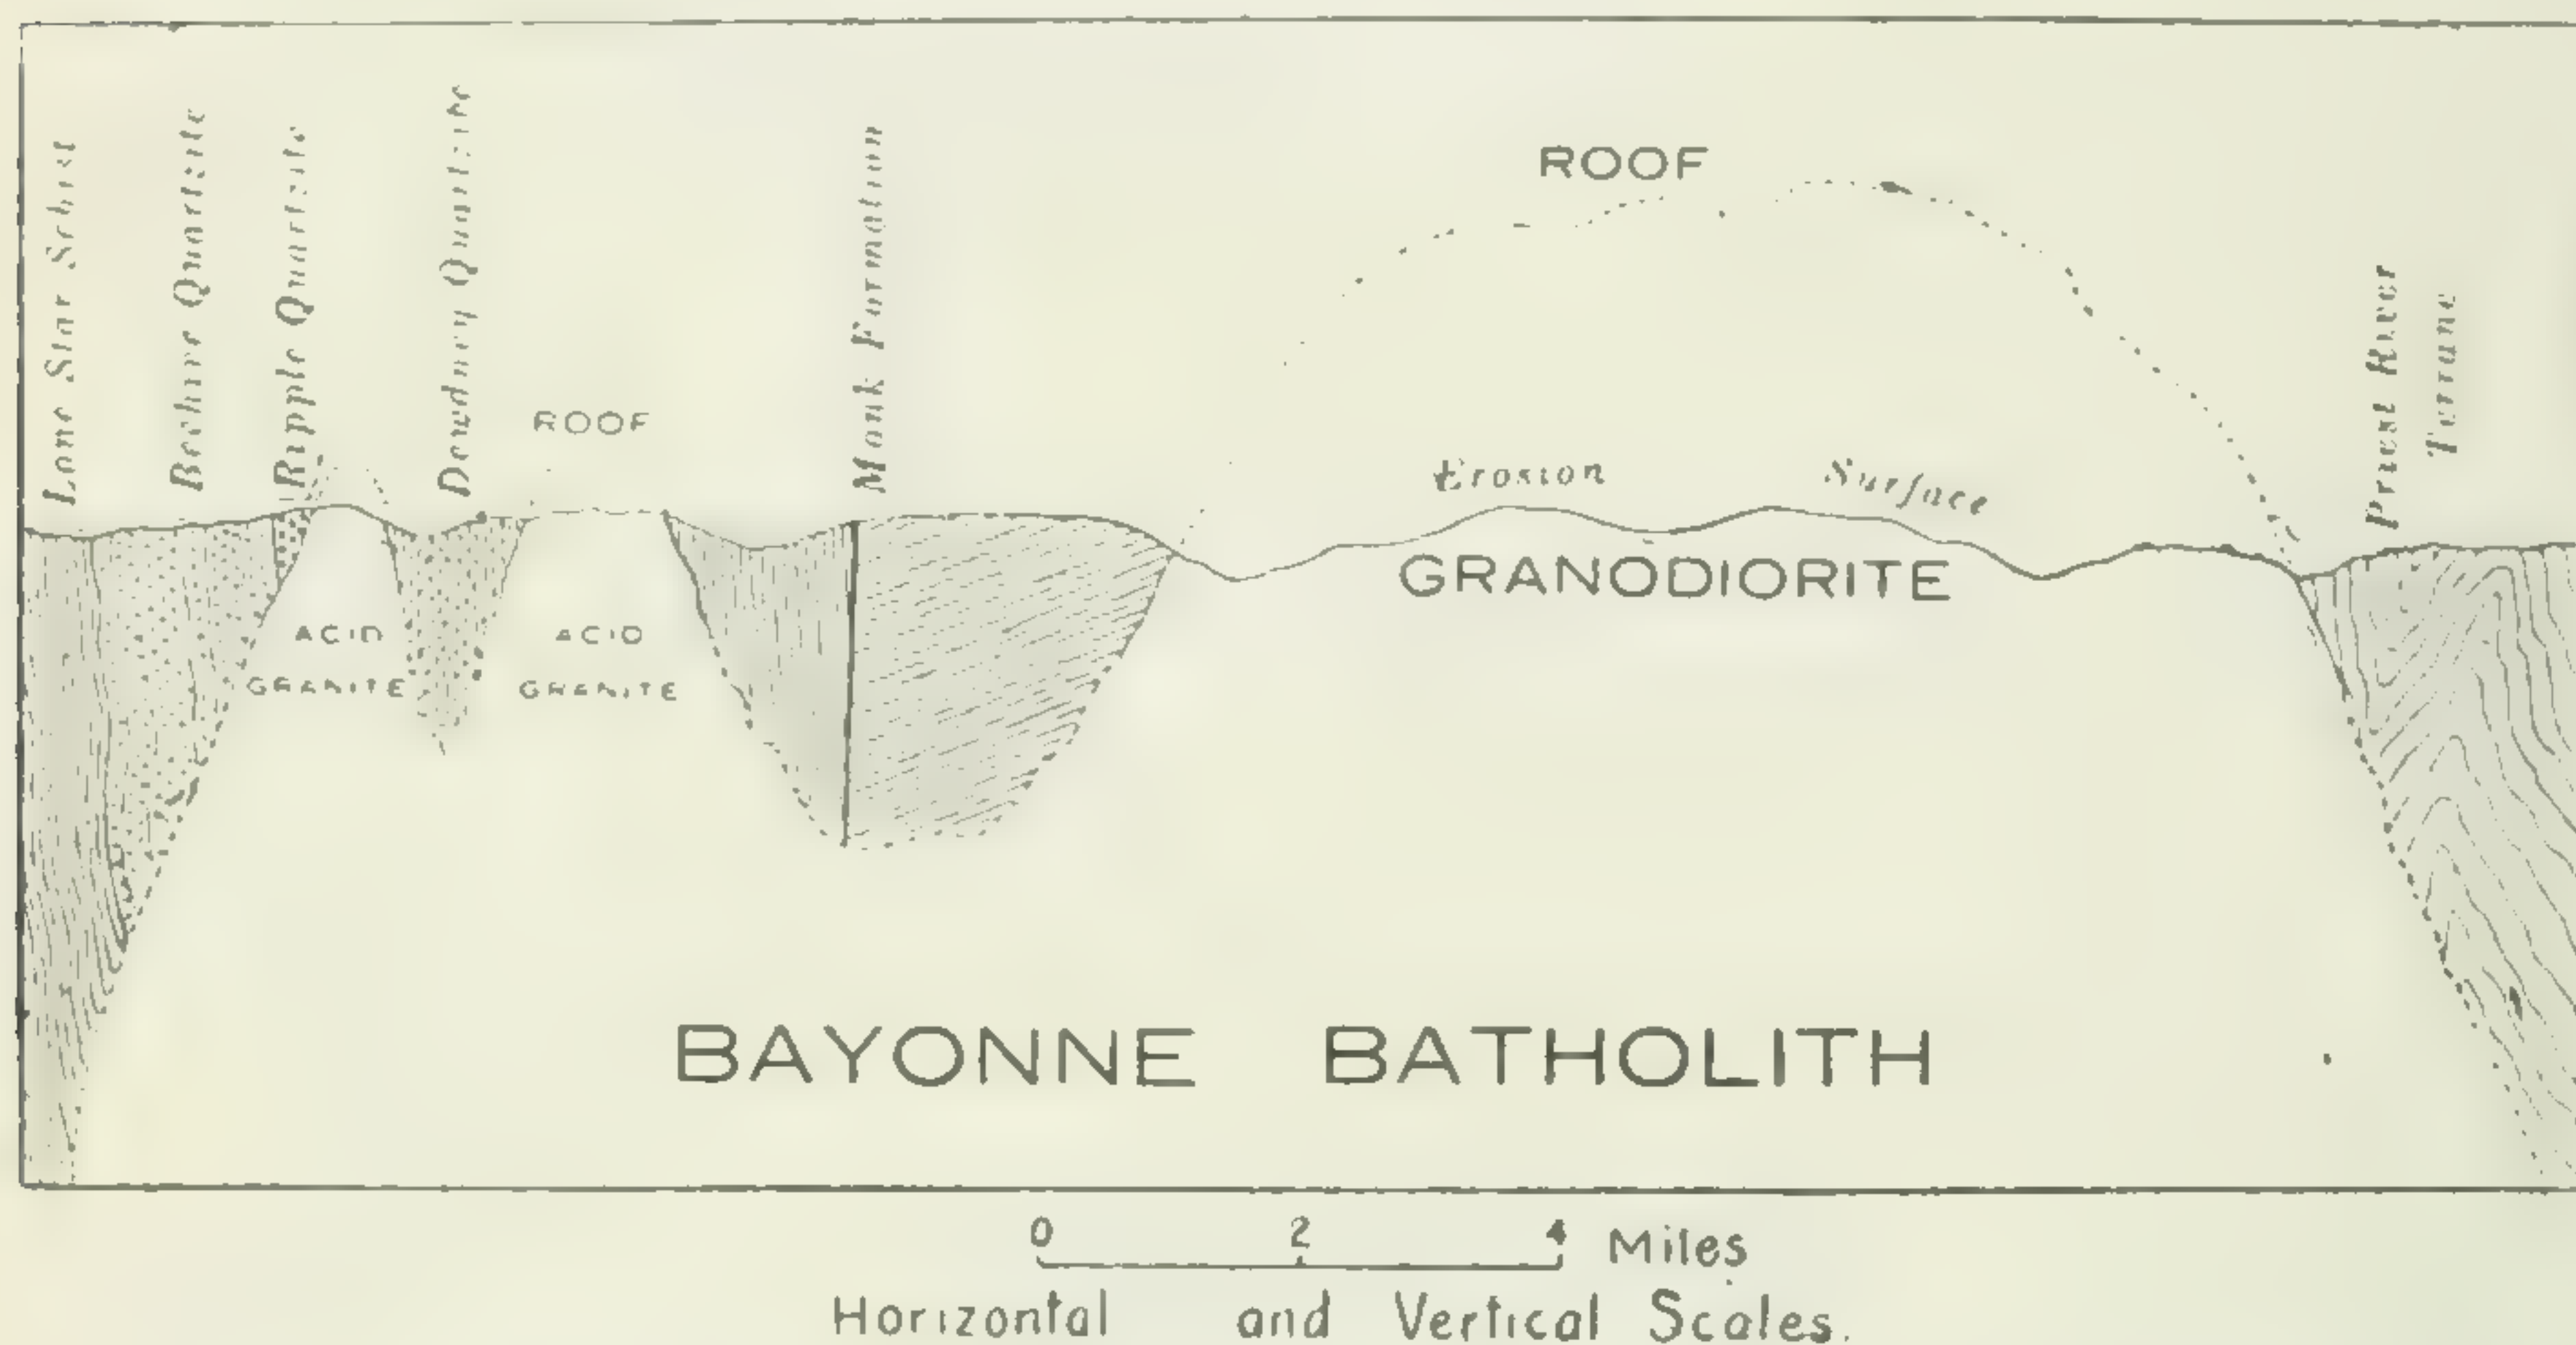 Lone Star Schist
Beehive Quartzite
Ripple Quartzite
Dewdney Quartzite
ROOF
Monk Formation
ROOF
Erosion Surface
Priest River
Terrane
ACID
GRANITE
ACID
GRANITE
GRANODIORITE
BAYONNE BATHOLITH
0 2 4 Miles
Horizontal and Vertical Scales.